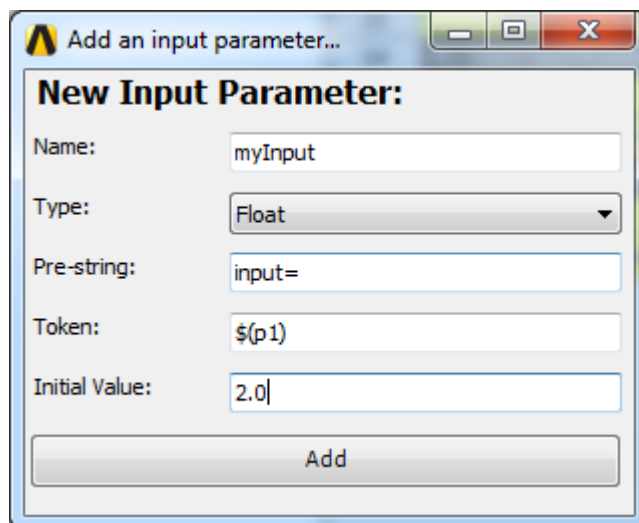 Add an input parameter...
New Input Parameter:
Name: myInput
Type: Float
Pre-string: input=
Token: $(p1)
Initial Value: 2.0
Add